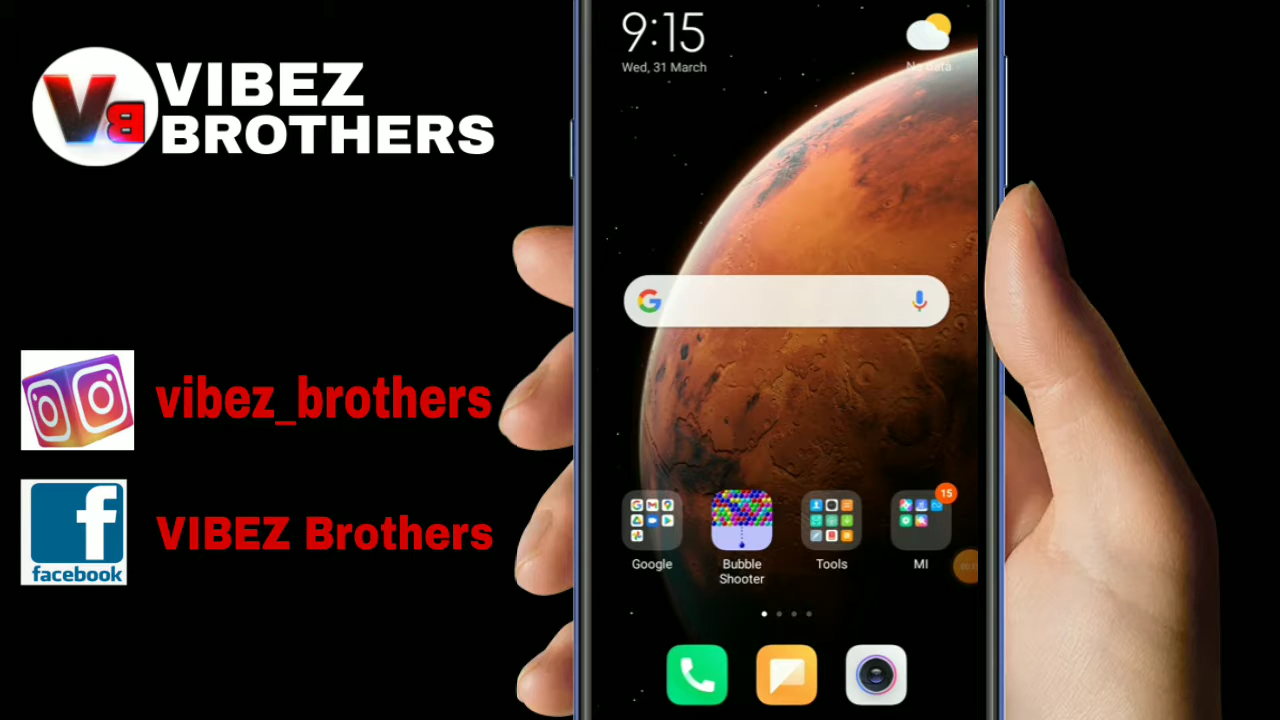 VB
VIBEZ
BROTHERS
vibez_brothers
facebook
VIBEZ Brothers
9:15
Wed, 31 March
No data
15
Google
Bubble
Shooter
Tools
MI